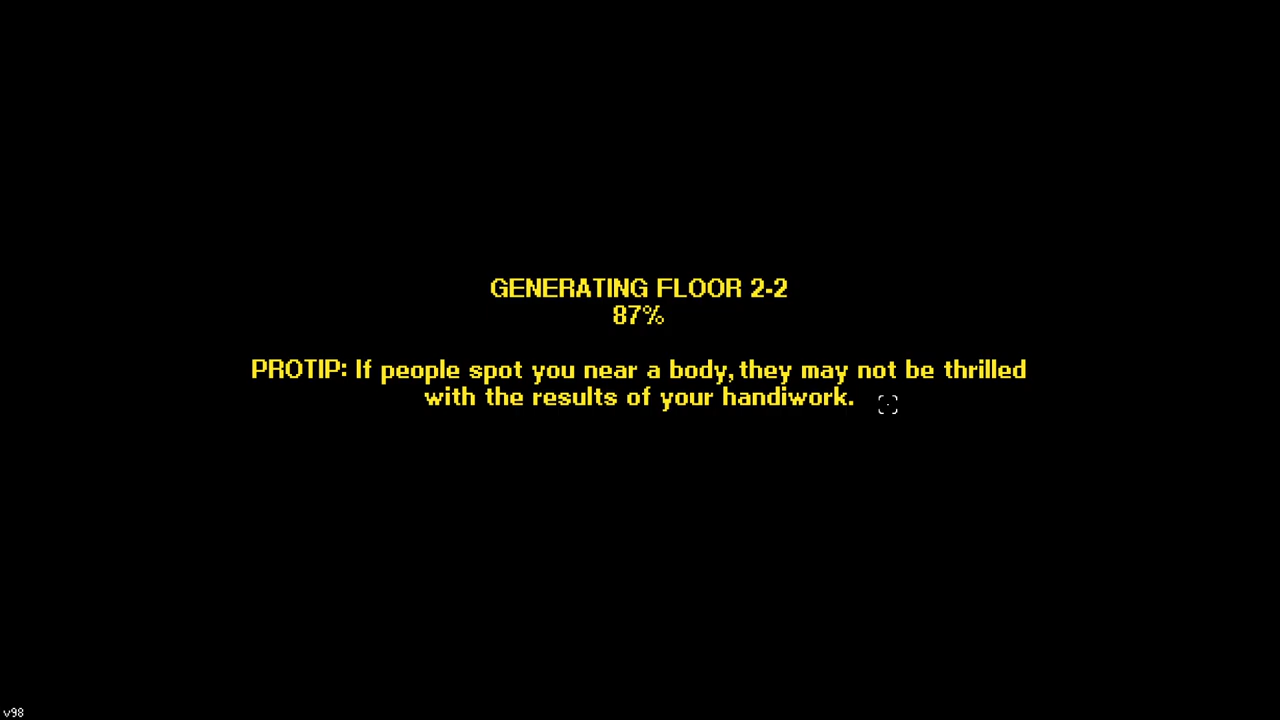 GENERATING FLOOR 2-2
87%
PROTIP: If people spot you near a body, they may not be thrilled
with the results of your handiwork.
v98